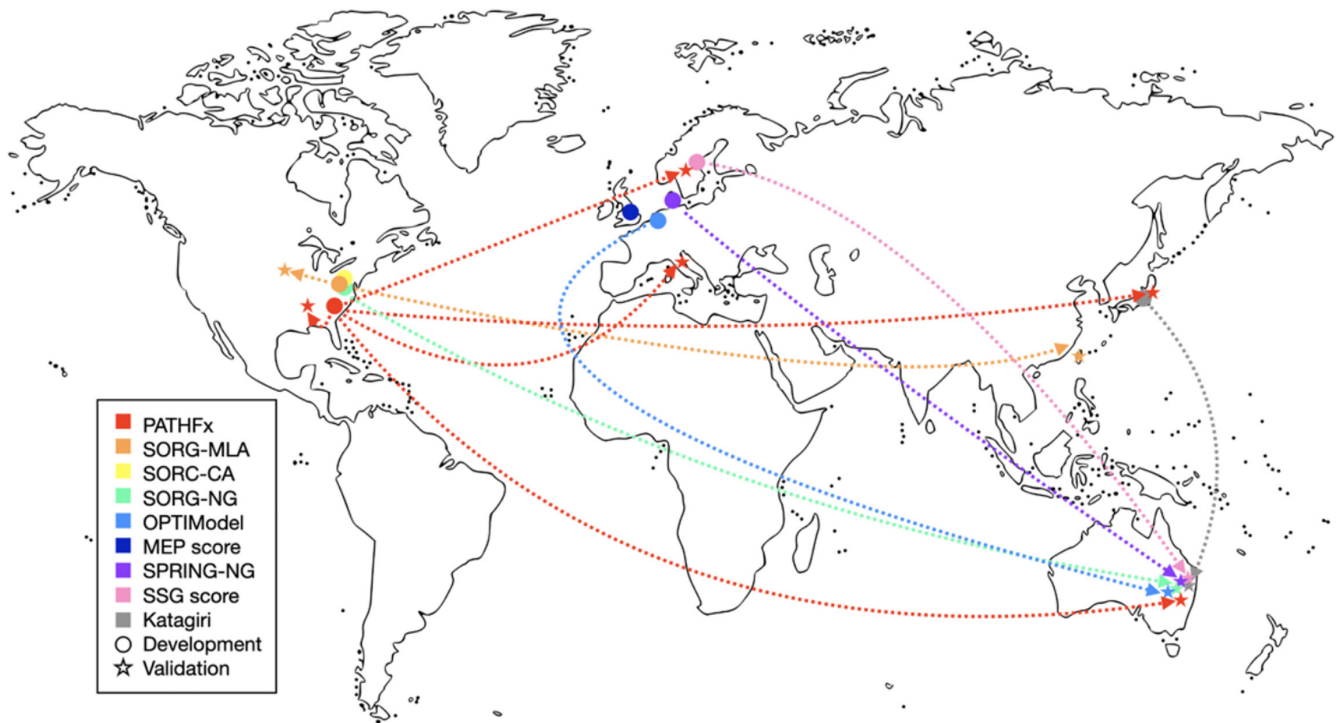 PATHFx
SORG-MLA
SORC-CA
SORG-NG
OPTIModel
MEP score
SPRING-NG
SSG score
Katagiri
Development
Validation